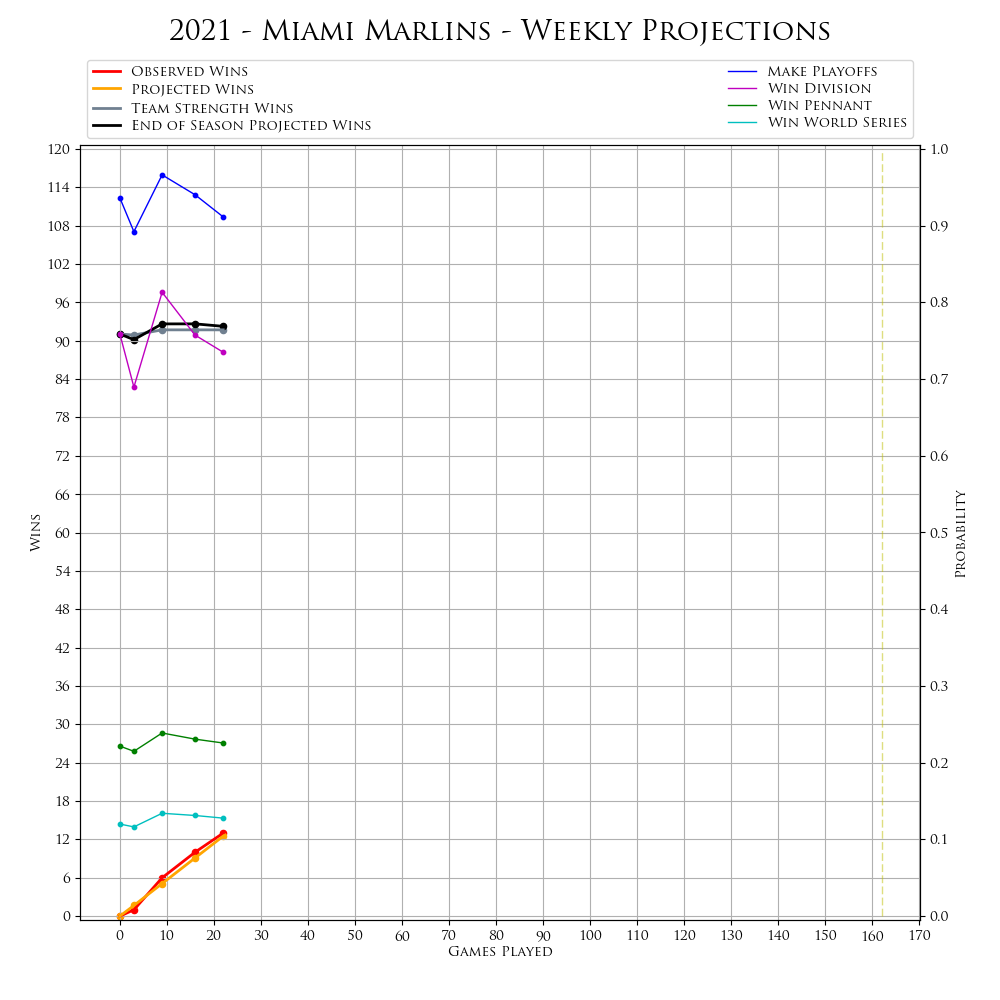 2021 - Miami Marlins - Weekly Projections
Observed Wins
Projected Wins
Team Strength Wins
End of Season Projected Wins
Make Playoffs
Win Division
Win Pennant
Win World Series
120
114
108
102
96
90
84
78
72
66
60
54
48
42
36
30
24
18
12
6
0
Wins
1.0
0.9
0.8
0.7
0.6
0.5
0.4
0.3
0.2
0.1
0.0
Probability
0 10 20 30 40 50 60 70 80 90 100 110 120 130 140 150 160 170
Games Played